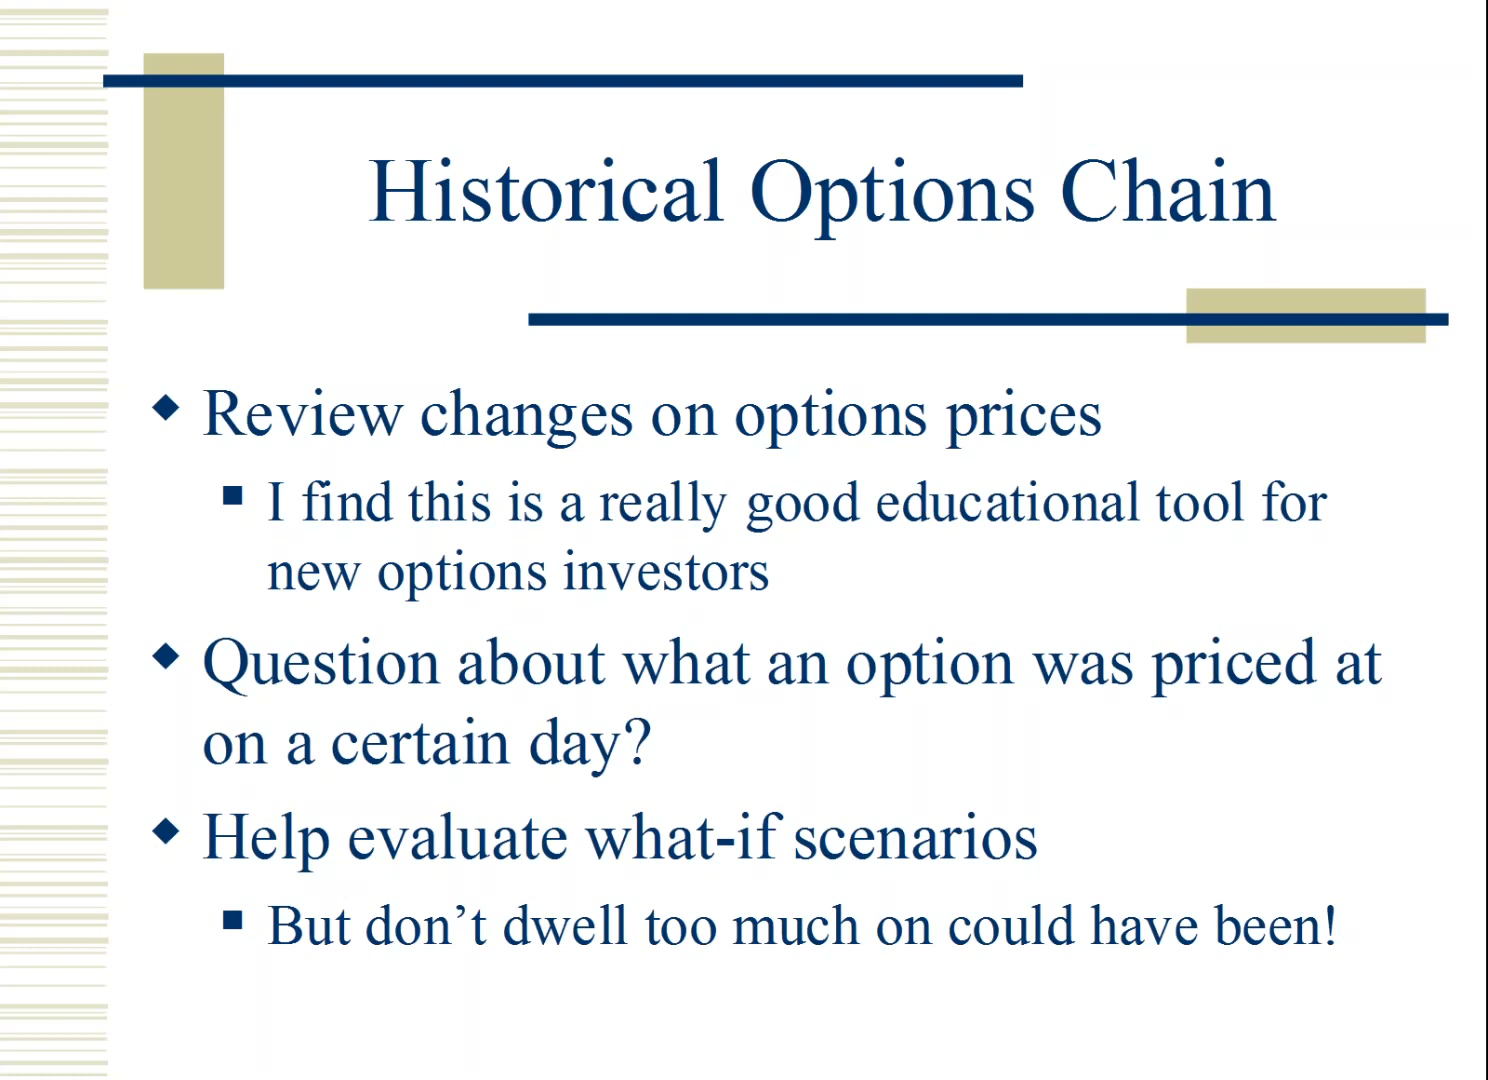 Historical Options Chain
Review changes on options prices
I find this is a really good educational tool for
new options investors
Question about what an option was priced at
on a certain day?
Help evaluate what-if scenarios
But don’t dwell too much on could have been!